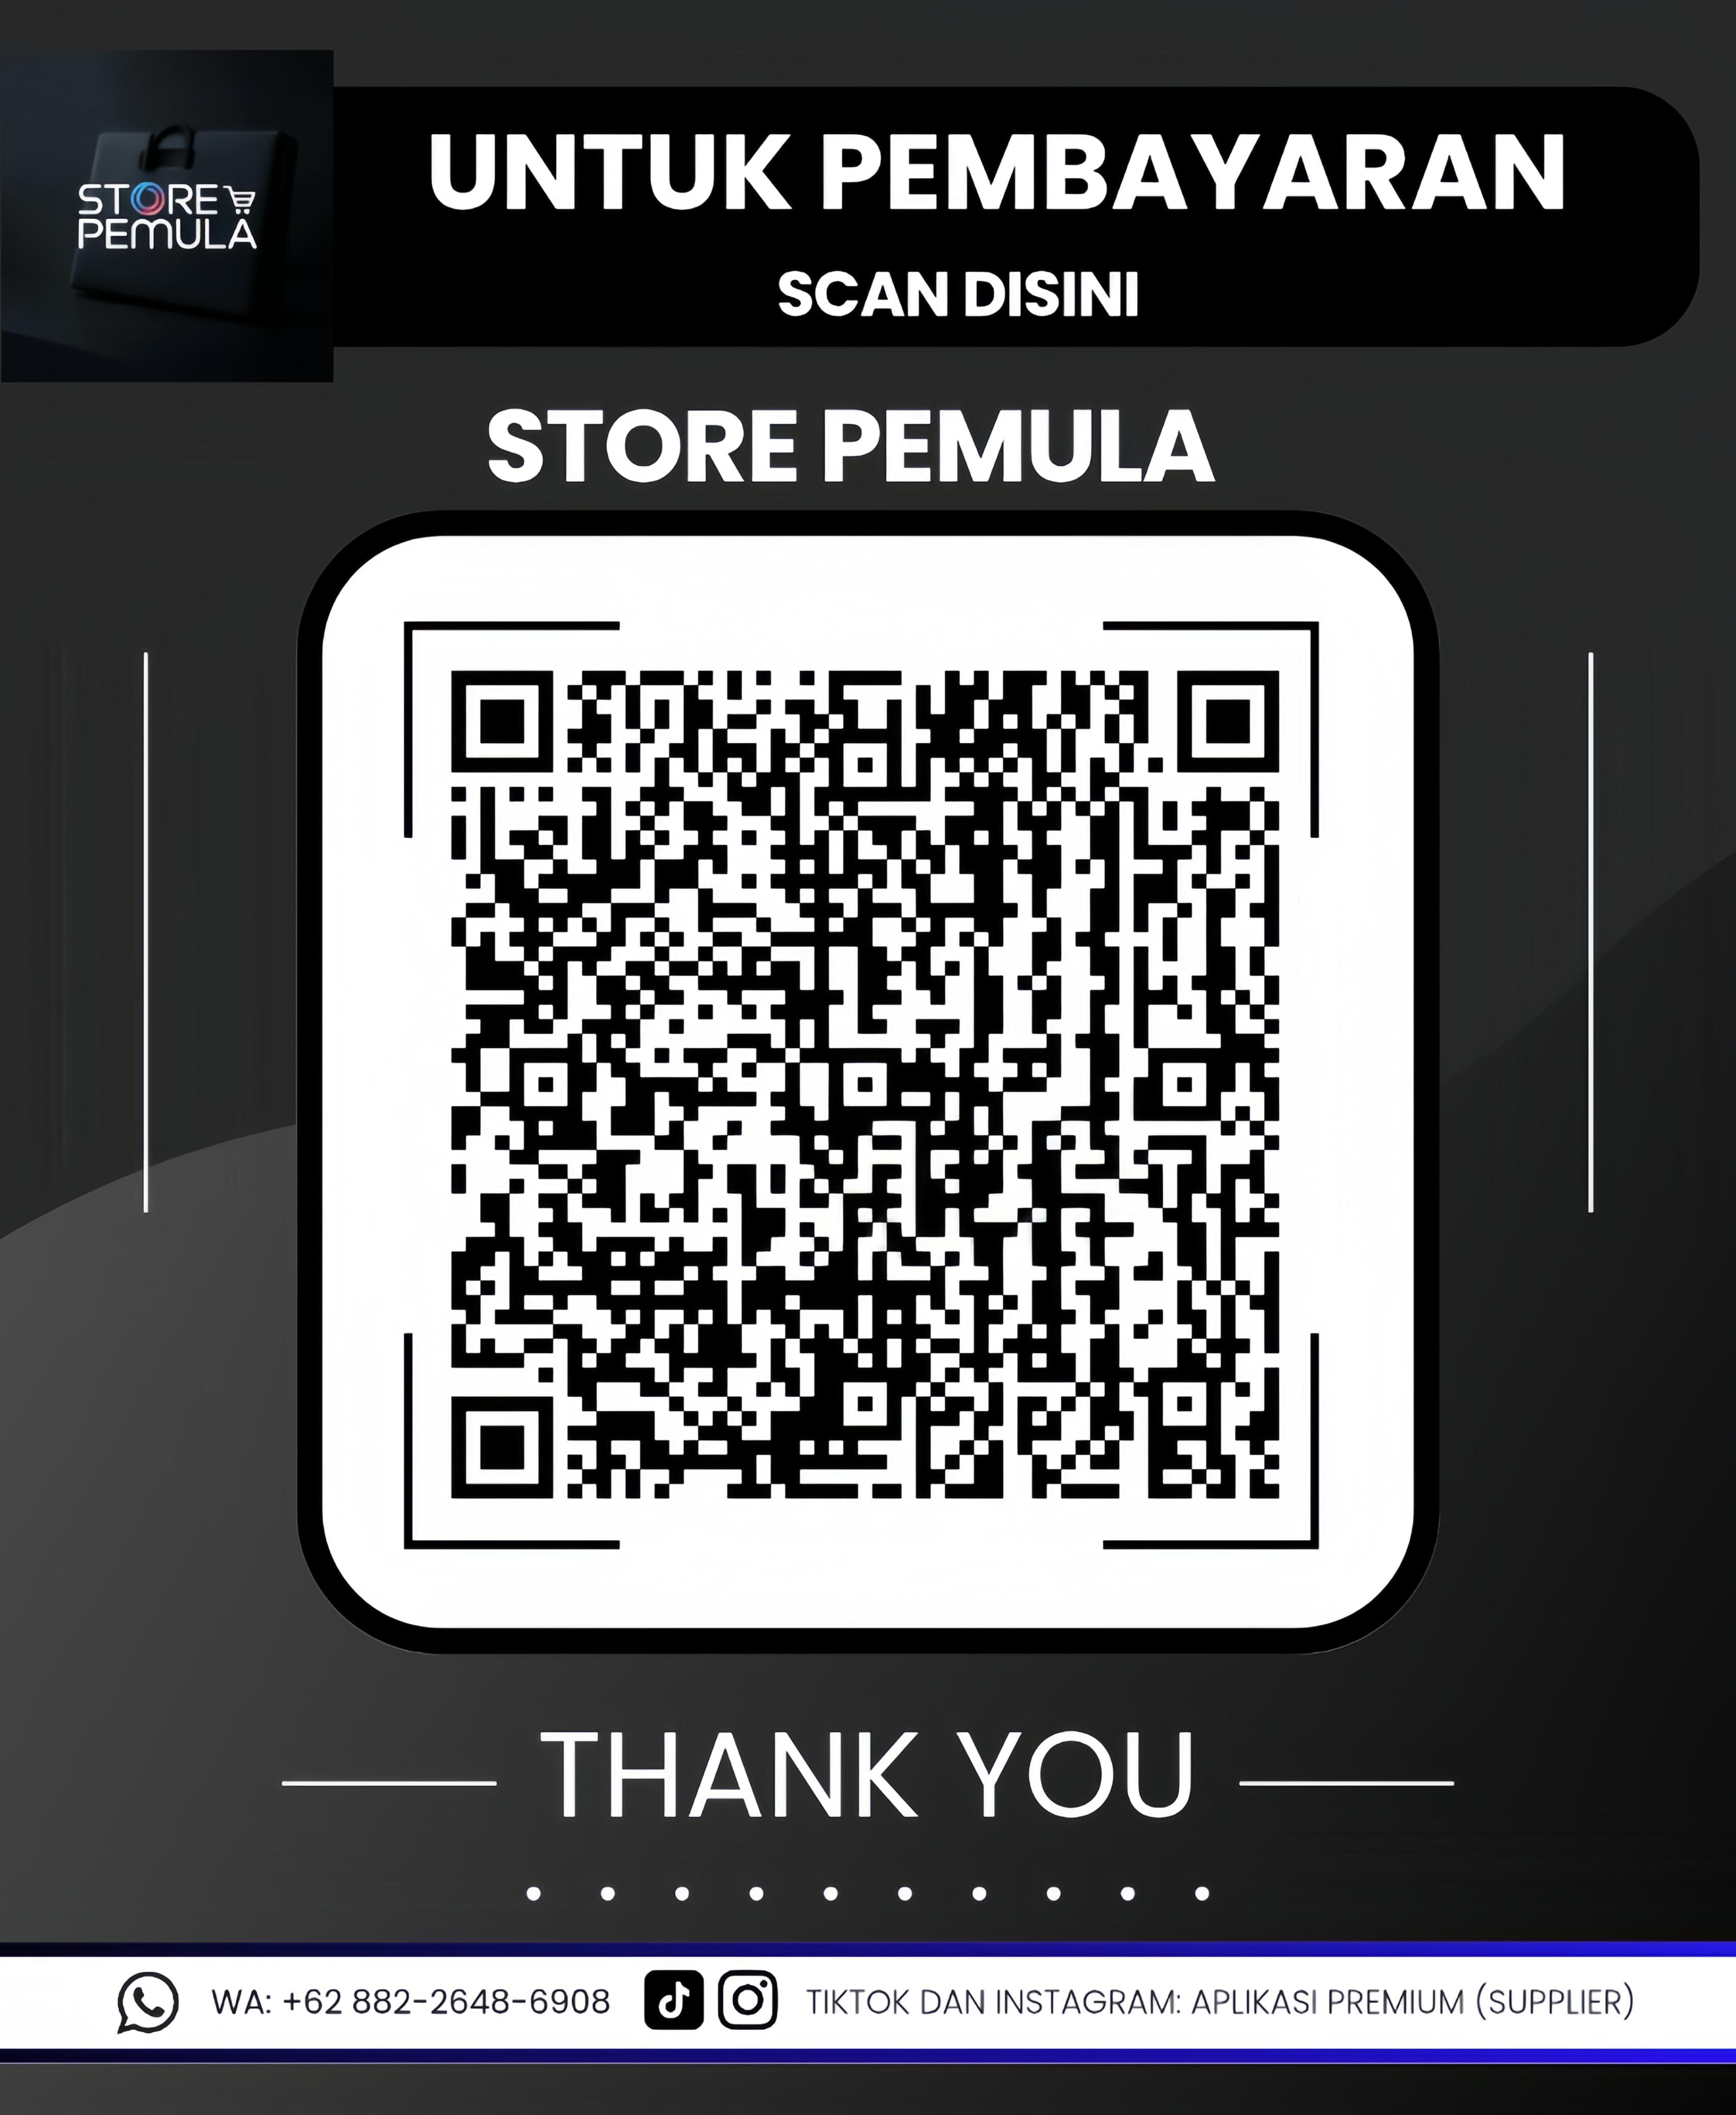 STORE
PEMULA
UNTUK PEMBAYARAN
SCAN DISINI
STORE PEMULA
THANK YOU
WA: +62 882-2648-6908
TIKTOK DAN INSTAGRAM: APLIKASI PREMIUM (SUPPLIER)